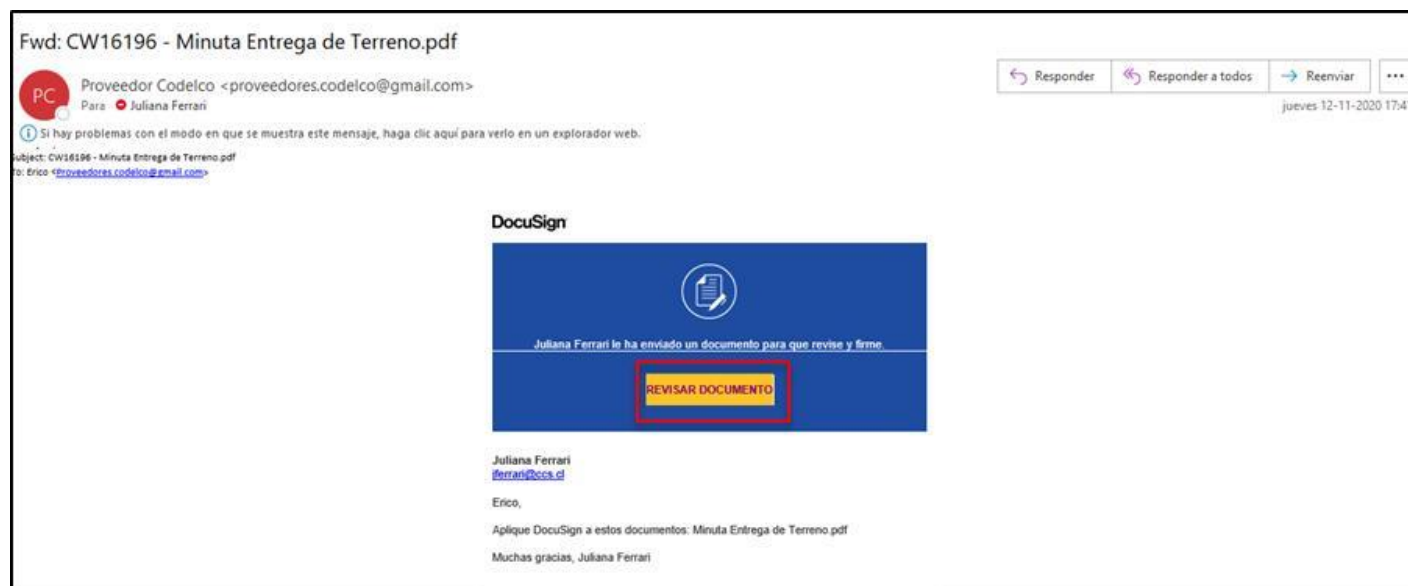 Fwd: CW16196 - Minuta Entrega de Terreno.pdf
PC
Proveedor Codelco <proveedores.codelco@gmail.com>
Para Juliana Ferrari
Responder
Responder a todos
Reenviar
...
jueves 12-11-2020 17:4
Si hay problemas con el modo en que se muestra este mensaje, haga clic aquí para verlo en un explorador web.
ubject: CW16196 - Minuta Entrega de Terreno.pdf
o: Erico <Proveedores.codelco@gmail.com>
DocuSign
Juliana Ferrari le ha enviado un documento para que revise y firme.
REVISAR DOCUMENTO
Juliana Ferrari
jferrari@ccs.cl
Erico,
Aplique DocuSign a estos documentos: Minuta Entrega de Terreno.pdf
Muchas gracias, Juliana Ferrari